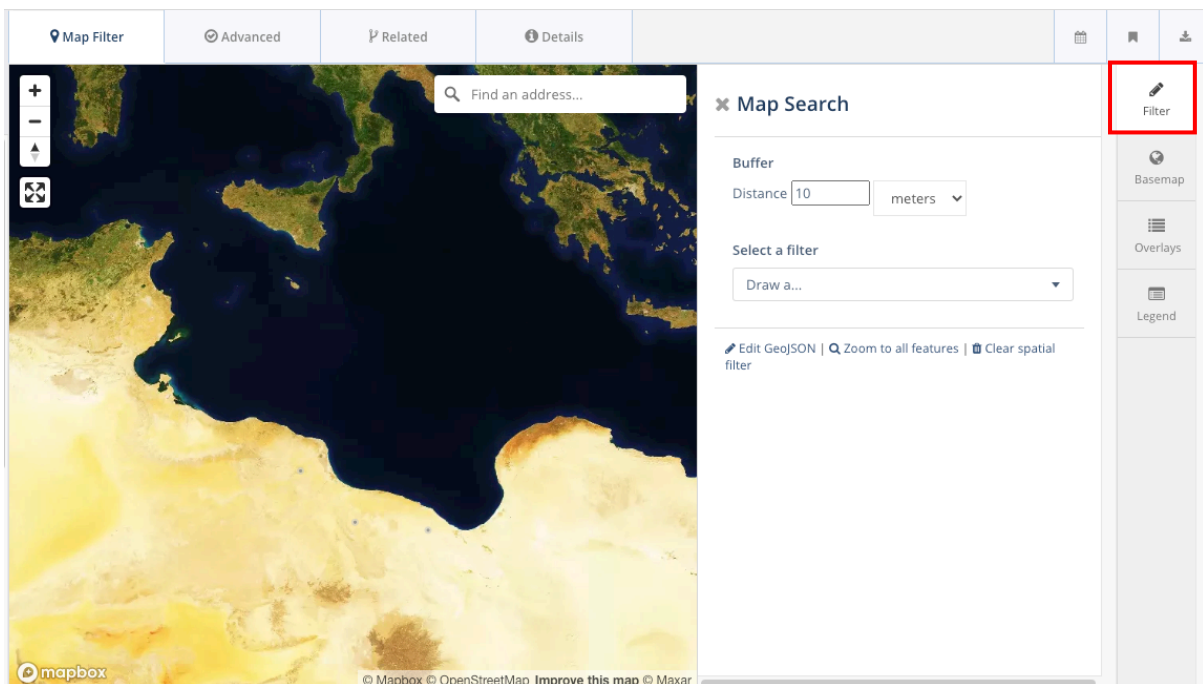 Map Filter
Advanced
Related
Details
Find an address...
Map Search
Buffer
Distance 10 meters
Select a filter
Draw a...
Edit GeoJSON | Zoom to all features | Clear spatial
filter
Filter
Basemap
Overlays
Legend
mapbox
© Mapbox © OpenStreetMap Improve this map © Maxar